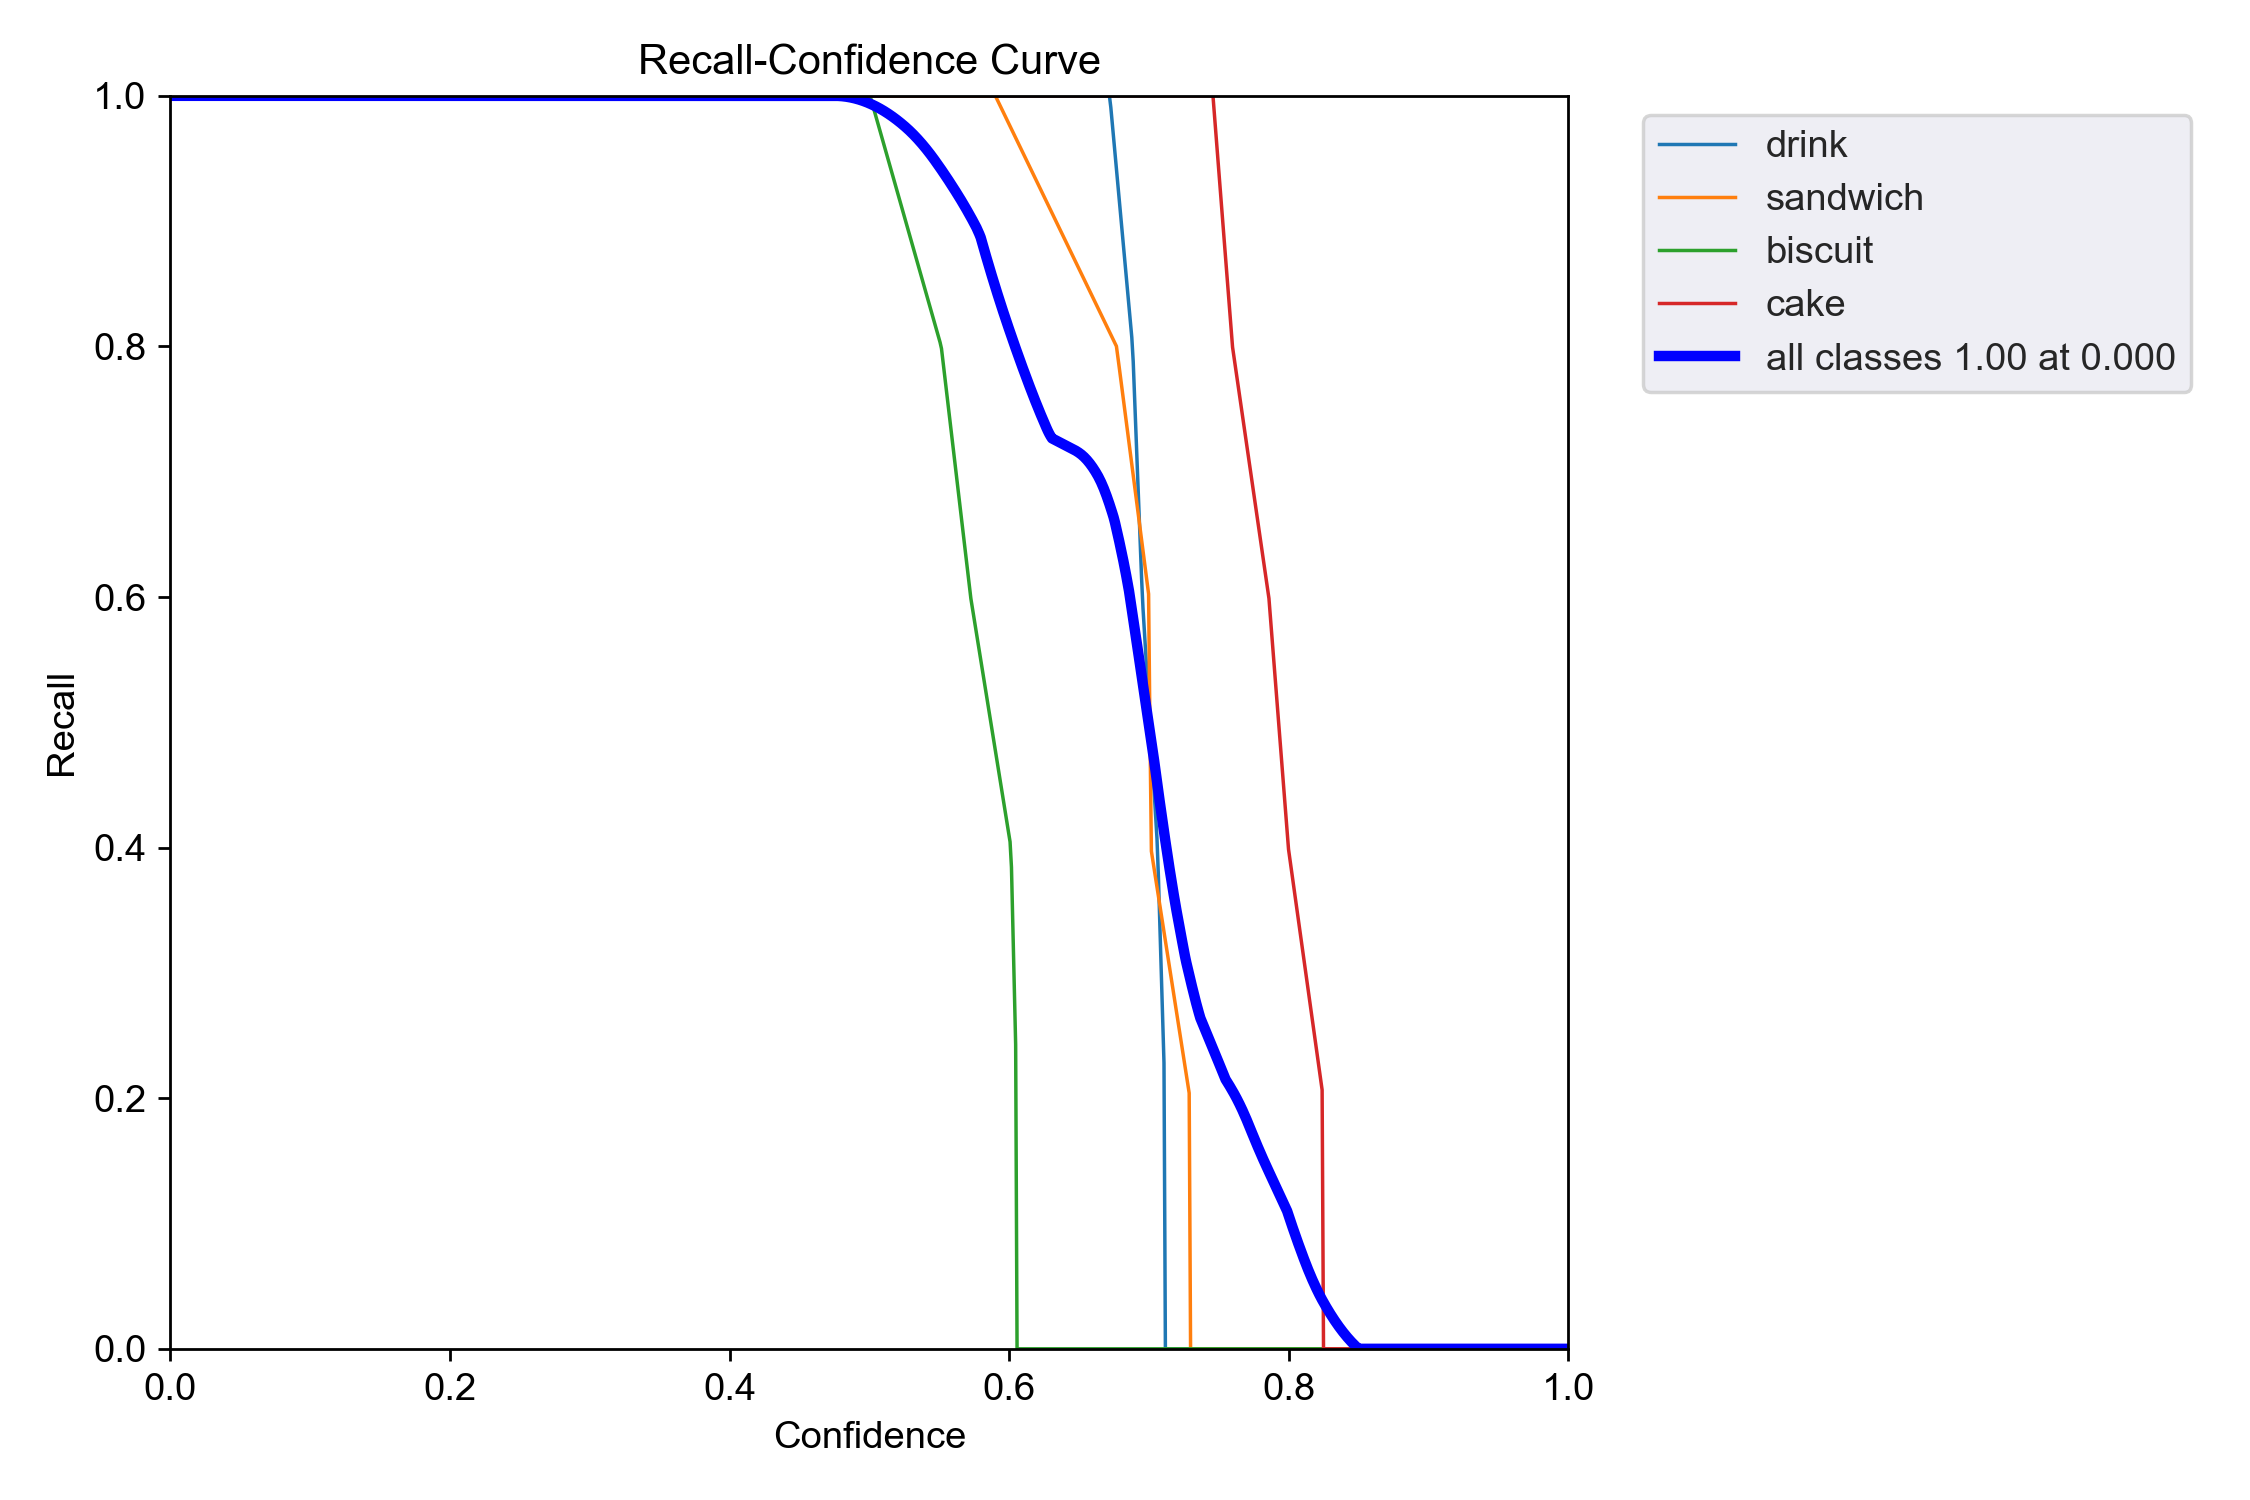 Recall-Confidence Curve
1.0
0.8
0.6
0.4
0.2
0.0
Recall
0.0 0.2 0.4 0.6 0.8 1.0
Confidence
drink
sandwich
biscuit
cake
all classes 1.00 at 0.000